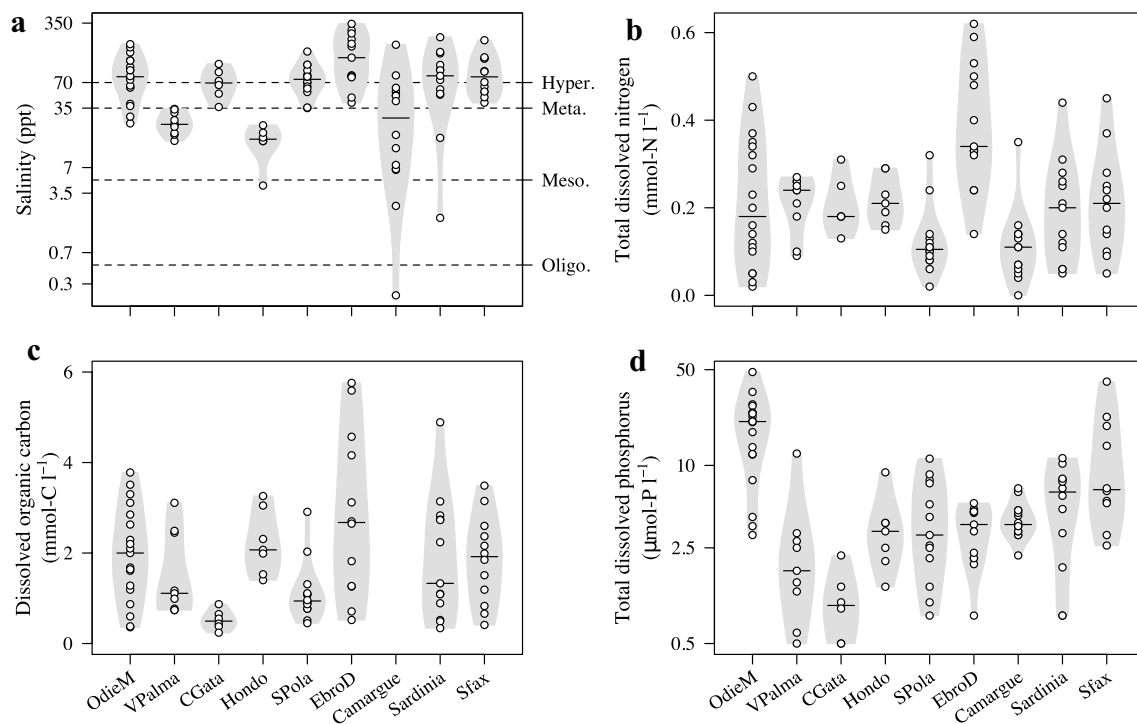 a
Salinity (ppt)
350
70
35
7
3.5
0.7
0.3
Hyper.
Meta.
Meso.
Oligo.
b
Total dissolved nitrogen
(mmol-N l⁻¹)
0.6
0.4
0.2
0.0
c
Dissolved organic carbon
(mmol-C l⁻¹)
6
4
2
0
OdieM
VPalma
CGata
Hondo
SPola
EbroD
Camargue
Sardinia
Sfax
d
Total dissolved phosphorus
(μmol-P l⁻¹)
50
10
2.5
0.5
OdieM
VPalma
CGata
Hondo
SPola
EbroD
Camargue
Sardinia
Sfax